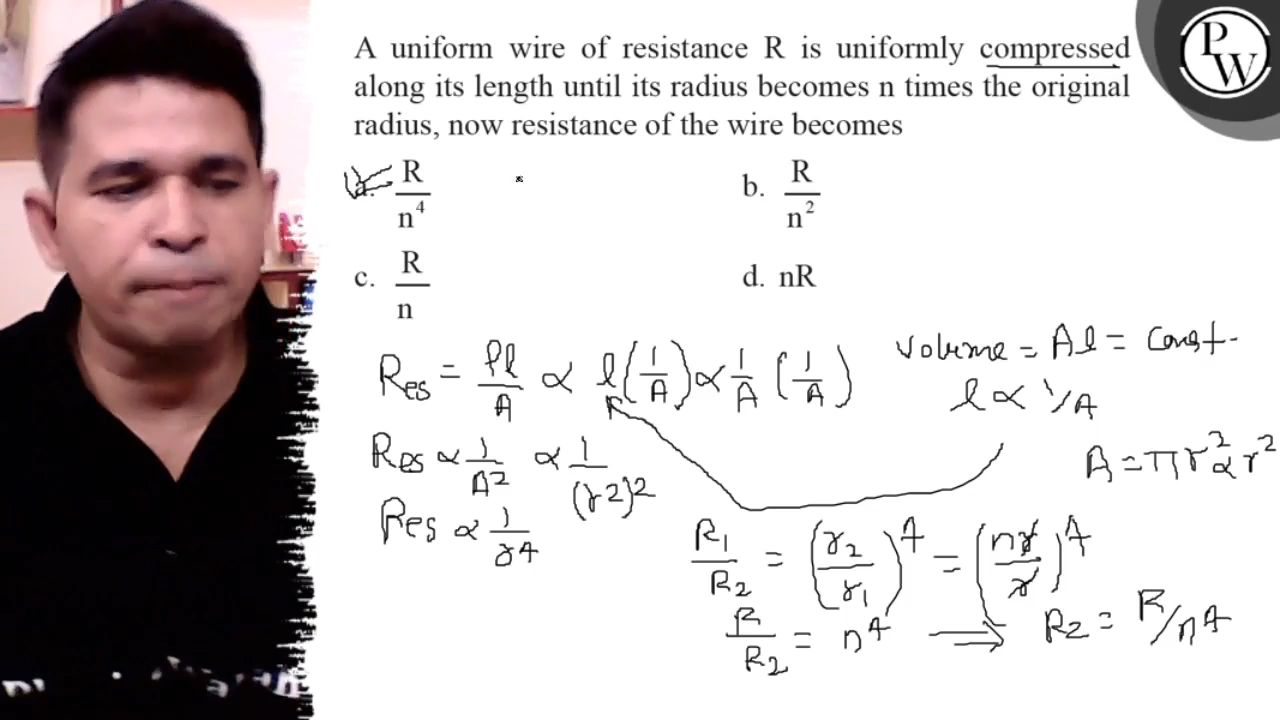 PW
A uniform wire of resistance R is uniformly compressed
along its length until its radius becomes n times the original
radius, now resistance of the wire becomes
a. R/n⁴
b. R/n²
c. R/n
d. nR
Volume = Al = Const.
l ∝ 1/A
A = πr² ∝ r²
Res = ρl/A ∝ l(1/A) ∝ 1/A (1/A)
Res ∝ 1/A² ∝ 1/(r2)²
Res ∝ 1/r⁴
R₁/R₂ = (r₂/r₁)⁴ = (nr/r)⁴
R/R₂ = n⁴ ⟹ R₂ = R/n⁴